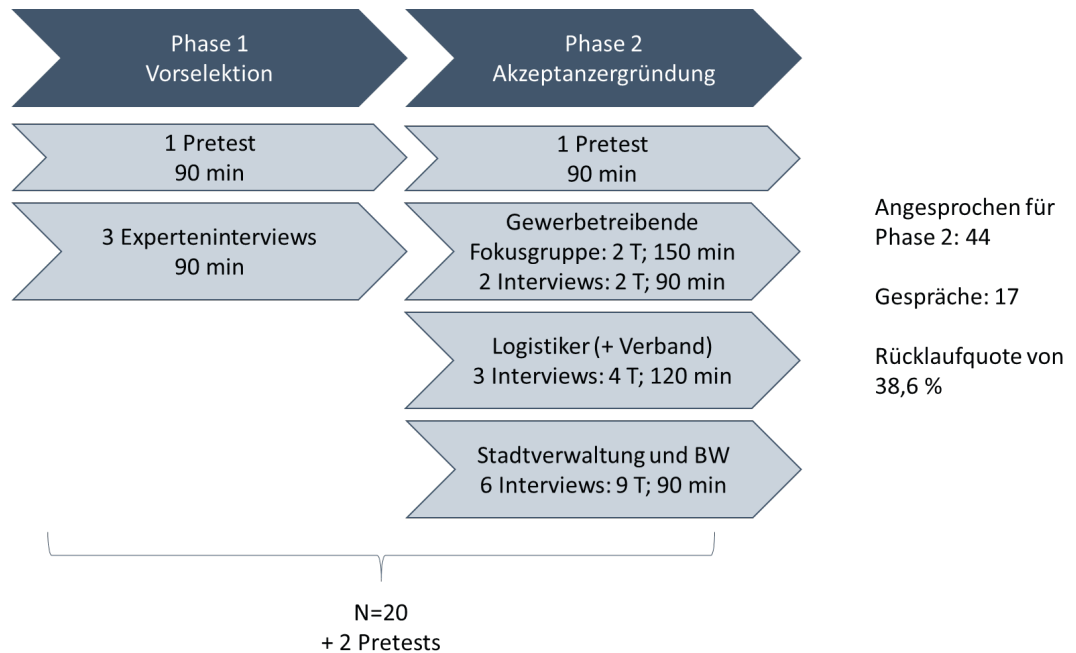 Phase 1
Vorselektion
Phase 2
Akzeptanzergründung
1 Pretest
90 min
1 Pretest
90 min
3 Experteninterviews
90 min
Gewerbetreibende
Fokusgruppe: 2 T; 150 min
2 Interviews: 2 T; 90 min
Logistiker (+ Verband)
3 Interviews: 4 T; 120 min
Stadtverwaltung und BW
6 Interviews: 9 T; 90 min
Angesprochen für
Phase 2: 44
Gespräche: 17
Rücklaufquote von
38,6 %
N=20
+ 2 Pretests